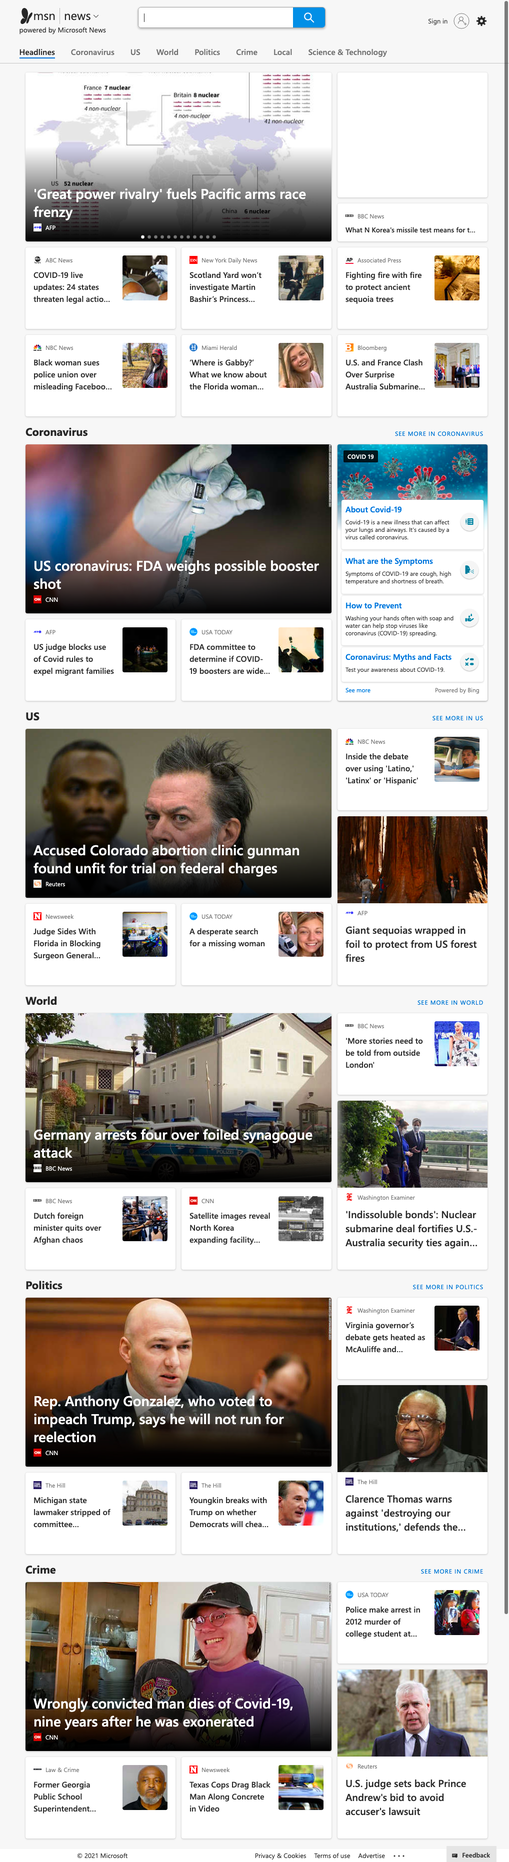 msn news
powered by Microsoft News
Sign in
Headlines Coronavirus US World Politics Crime Local Science & Technology
France 7 nuclear
4 non-nuclear
Britain 8 nuclear
4 non-nuclear
41 non-nuclear
US 52 nuclear
China 6 nuclear
'Great power rivalry' fuels Pacific arms race
frenzy
AFP
BBC News
What N Korea's missile test means for t...
ABC News
COVID-19 live
updates: 24 states
threaten legal actio...
New York Daily News
Scotland Yard won't
investigate Martin
Bashir's Princess...
Associated Press
Fighting fire with fire
to protect ancient
sequoia trees
NBC News
Black woman sues
police union over
misleading Faceboo...
Miami Herald
'Where is Gabby?'
What we know about
the Florida woman...
Bloomberg
U.S. and France Clash
Over Surprise
Australia Submarine...
Coronavirus
SEE MORE IN CORONAVIRUS
US coronavirus: FDA weighs possible booster
shot
CNN
COVID 19
About Covid-19
Covid-19 is a new illness that can affect
your lungs and airways. It's caused by a
virus called coronavirus.
What are the Symptoms
Symptoms of COVID-19 are cough, high
temperature and shortness of breath.
How to Prevent
Washing your hands often with soap and
water can help stop viruses like
coronavirus (COVID-19) spreading.
Coronavirus: Myths and Facts
Test your awareness about COVID-19.
See more
Powered by Bing
AFP
US judge blocks use
of Covid rules to
expel migrant families
USA TODAY
FDA committee to
determine if COVID-
19 boosters are wide...
US
SEE MORE IN US
Accused Colorado abortion clinic gunman
found unfit for trial on federal charges
Reuters
NBC News
Inside the debate
over using 'Latino,'
'Latinx' or 'Hispanic'
AFP
Giant sequoias wrapped in
foil to protect from US forest
fires
Newsweek
Judge Sides With
Florida in Blocking
Surgeon General...
USA TODAY
A desperate search
for a missing woman
World
SEE MORE IN WORLD
Germany arrests four over foiled synagogue
attack
BBC News
BBC News
'More stories need to
be told from outside
London'
Washington Examiner
'Indissoluble bonds': Nuclear
submarine deal fortifies U.S.-
Australia security ties again...
BBC News
Dutch foreign
minister quits over
Afghan chaos
CNN
Satellite images reveal
North Korea
expanding facility...
Politics
SEE MORE IN POLITICS
Rep. Anthony Gonzalez, who voted to
impeach Trump, says he will not run for
reelection
CNN
Washington Examiner
Virginia governor's
debate gets heated as
McAuliffe and...
The Hill
Clarence Thomas warns
against 'destroying our
institutions,' defends the...
The Hill
Michigan state
lawmaker stripped of
committee...
The Hill
Youngkin breaks with
Trump on whether
Democrats will chea...
Crime
SEE MORE IN CRIME
Wrongly convicted man dies of Covid-19,
nine years after he was exonerated
CNN
USA TODAY
Police make arrest in
2012 murder of
college student at...
Reuters
U.S. judge sets back Prince
Andrew's bid to avoid
accuser's lawsuit
Law & Crime
Former Georgia
Public School
Superintendent...
Newsweek
Texas Cops Drag Black
Man Along Concrete
in Video
© 2021 Microsoft
Privacy & Cookies Terms of use Advertise
Feedback